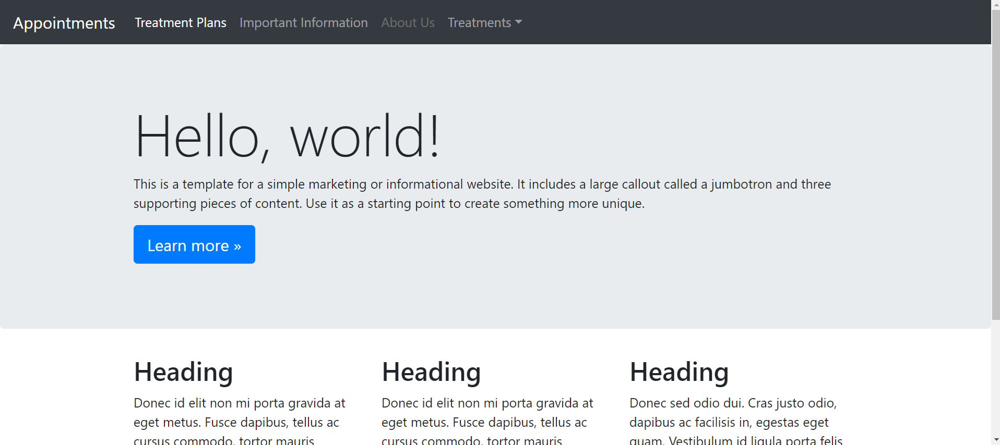 Appointments Treatment Plans Important Information About Us Treatments
Hello, world!
This is a template for a simple marketing or informational website. It includes a large callout called a jumbotron and three
supporting pieces of content. Use it as a starting point to create something more unique.
Learn more »
Heading
Donec id elit non mi porta gravida at
eget metus. Fusce dapibus, tellus ac
cursus commodo, tortor mauris
Heading
Donec id elit non mi porta gravida at
eget metus. Fusce dapibus, tellus ac
cursus commodo, tortor mauris
Heading
Donec sed odio dui. Cras justo odio,
dapibus ac facilisis in, egestas eget
quam. Vestibulum id ligula porta felis